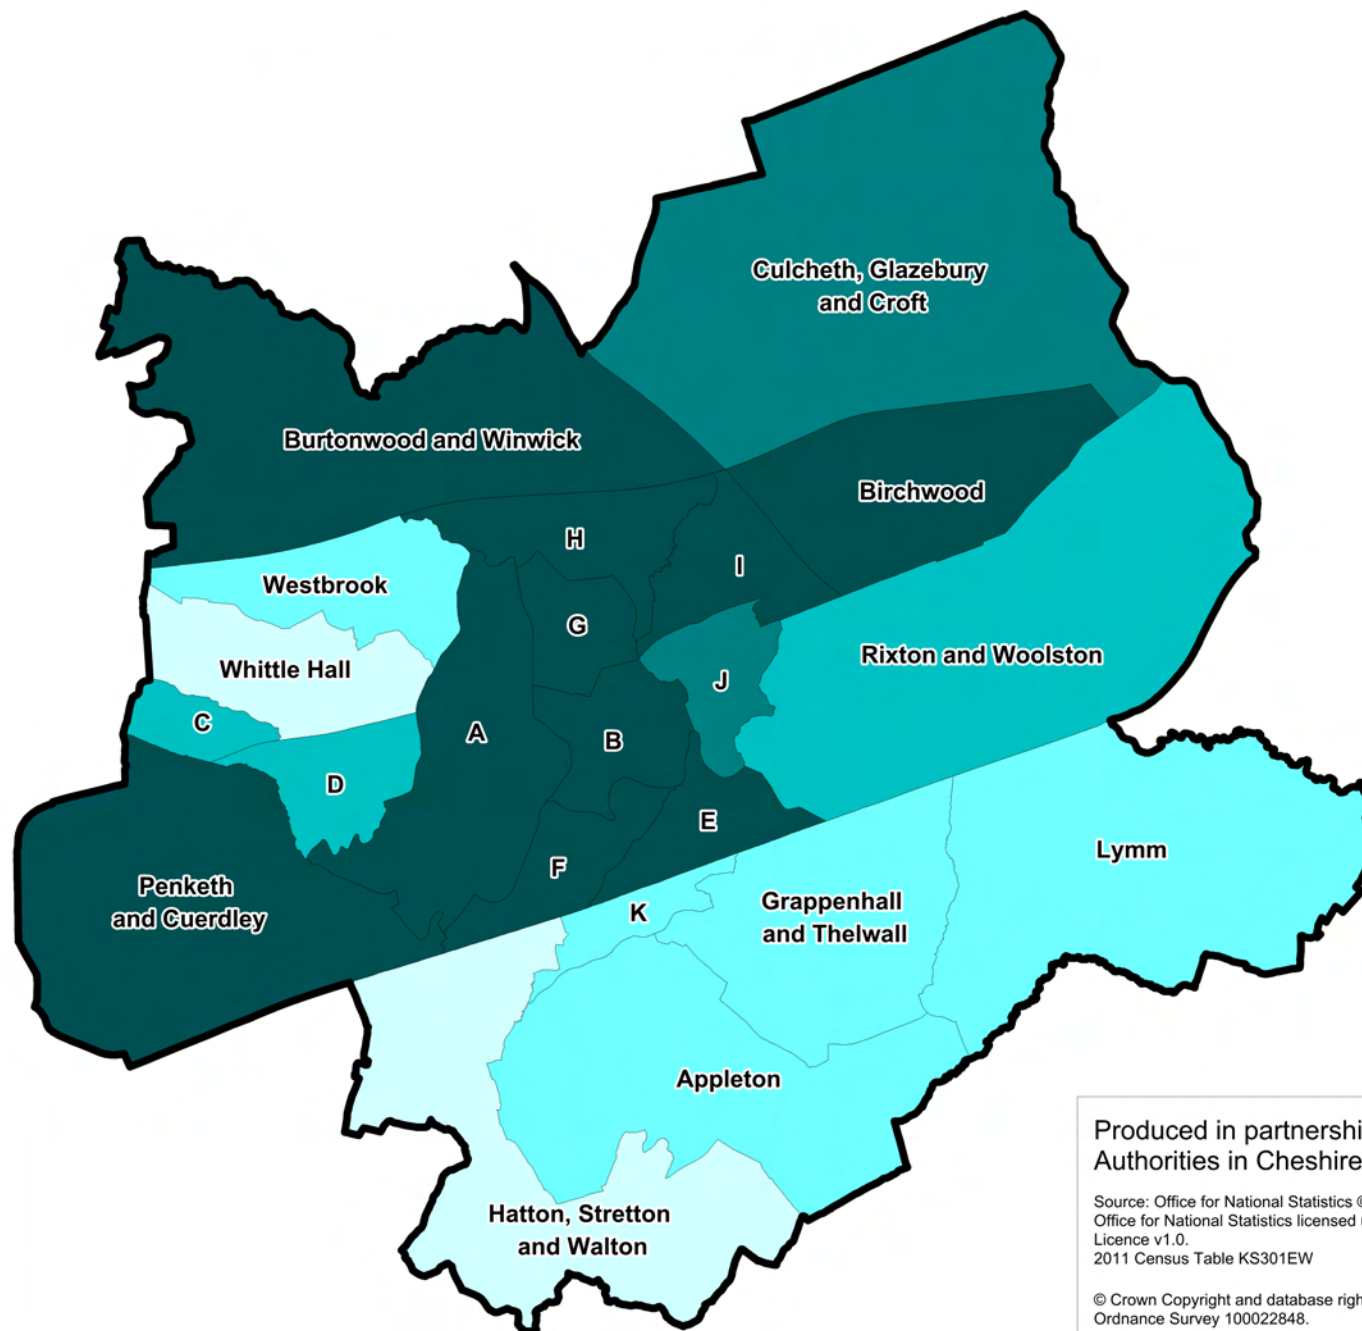 Culcheth, Glazebury
and Croft
Burtonwood and Winwick
Birchwood
H
I
Westbrook
G
Rixton and Woolston
Whittle Hall
J
C
A
B
D
E
Lymm
F
Penketh
and Cuerdley
Grappenhall
and Thelwall
K
Appleton
Hatton, Stretton
and Walton
Produced in partnershi
Authorities in Cheshire
Source: Office for National Statistics ©
Office for National Statistics licensed
Licence v1.0.
2011 Census Table KS301EW
© Crown Copyright and database righ
Ordnance Survey 100022848.